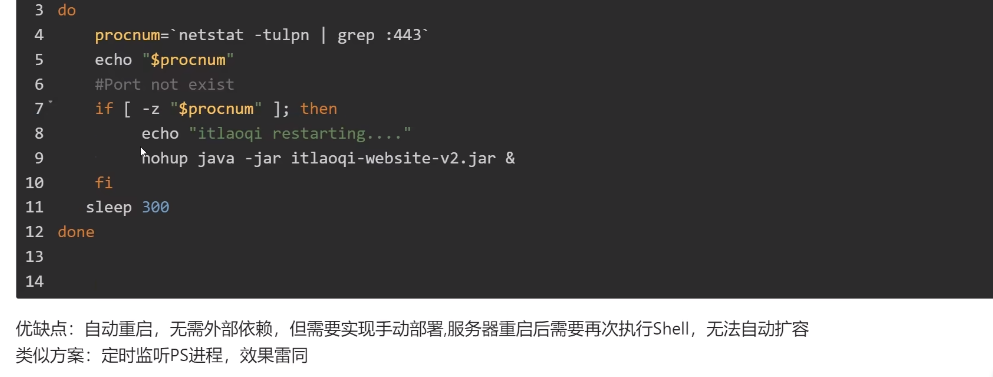 3 do
4 procnum=`netstat -tulpn | grep :443`
5 echo "$procnum"
6 #Port not exist
7 if [ -z "$procnum" ]; then
8 echo "itlaoqi restarting...."
9 nohup java -jar itlaoqi-website-v2.jar &
10 fi
11 sleep 300
12 done
13
14
优缺点：自动重启，无需外部依赖，但需要实现手动部署,服务器重启后需要再次执行Shell，无法自动扩容
类似方案：定时监听PS进程，效果雷同